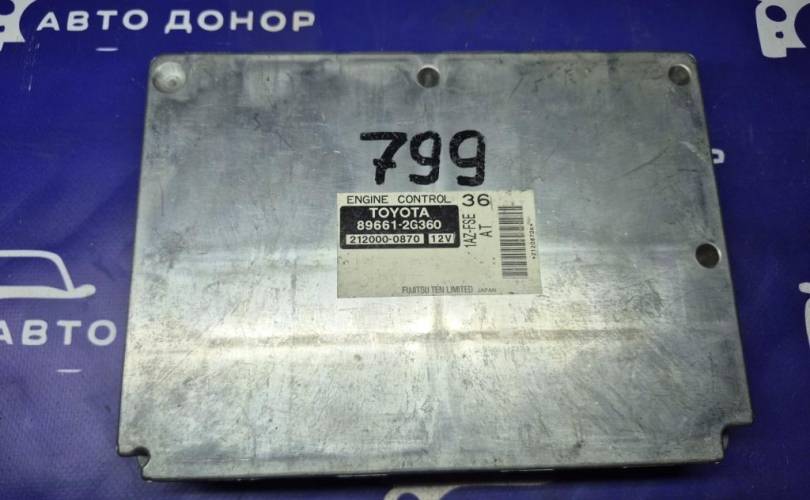 АВТО ДОНОР
799
ENGINE CONTROL 36
TOYOTA
89661-2G360
212000-0870 12V
1AZ-FSE
AT
FUJITSU TEN LIMITED JAPAN
АВТО